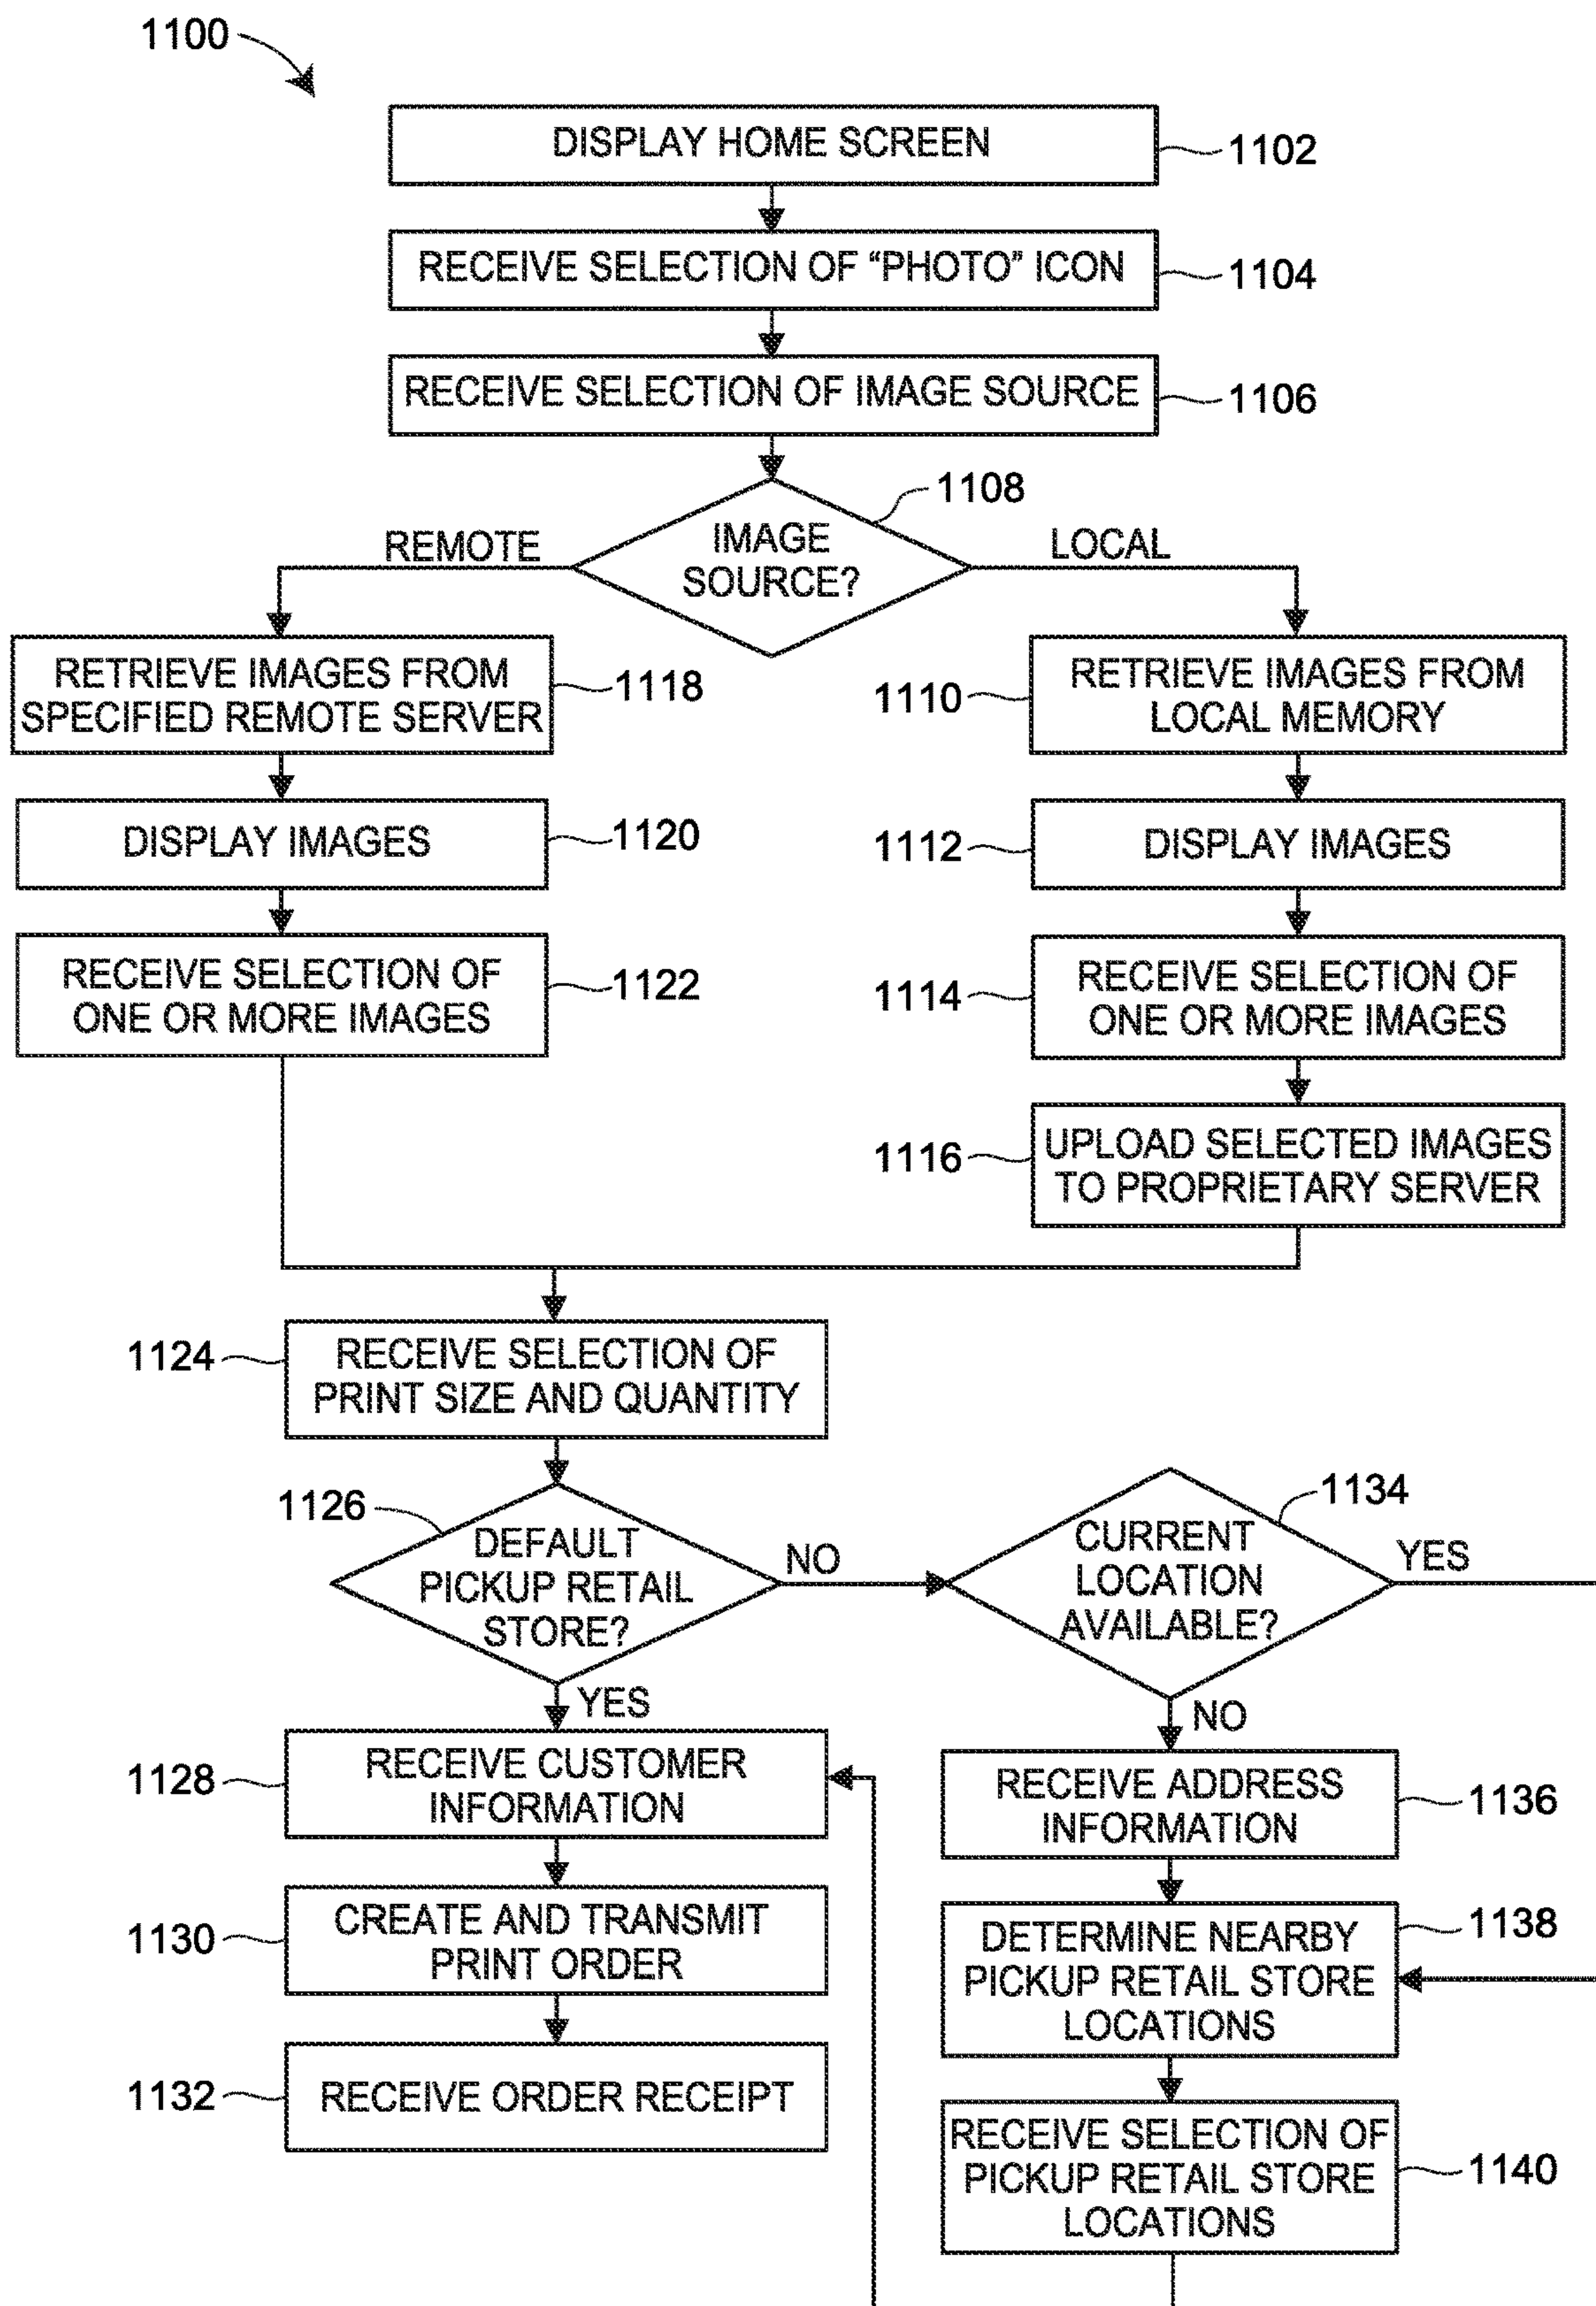 1100
DISPLAY HOME SCREEN
1102
RECEIVE SELECTION OF “PHOTO” ICON
1104
RECEIVE SELECTION OF IMAGE SOURCE
1106
1108
IMAGE
SOURCE?
REMOTE
LOCAL
RETRIEVE IMAGES FROM
SPECIFIED REMOTE SERVER
1118
1110
RETRIEVE IMAGES FROM
LOCAL MEMORY
DISPLAY IMAGES
1120
1112
DISPLAY IMAGES
RECEIVE SELECTION OF
ONE OR MORE IMAGES
1122
1114
RECEIVE SELECTION OF
ONE OR MORE IMAGES
1116
UPLOAD SELECTED IMAGES
TO PROPRIETARY SERVER
1124
RECEIVE SELECTION OF
PRINT SIZE AND QUANTITY
1126
DEFAULT
PICKUP RETAIL
STORE?
NO
1134
CURRENT
LOCATION
AVAILABLE?
YES
YES
NO
1128
RECEIVE CUSTOMER
INFORMATION
RECEIVE ADDRESS
INFORMATION
1136
1130
CREATE AND TRANSMIT
PRINT ORDER
DETERMINE NEARBY
PICKUP RETAIL STORE
LOCATIONS
1138
1132
RECEIVE ORDER RECEIPT
RECEIVE SELECTION OF
PICKUP RETAIL STORE
LOCATIONS
1140